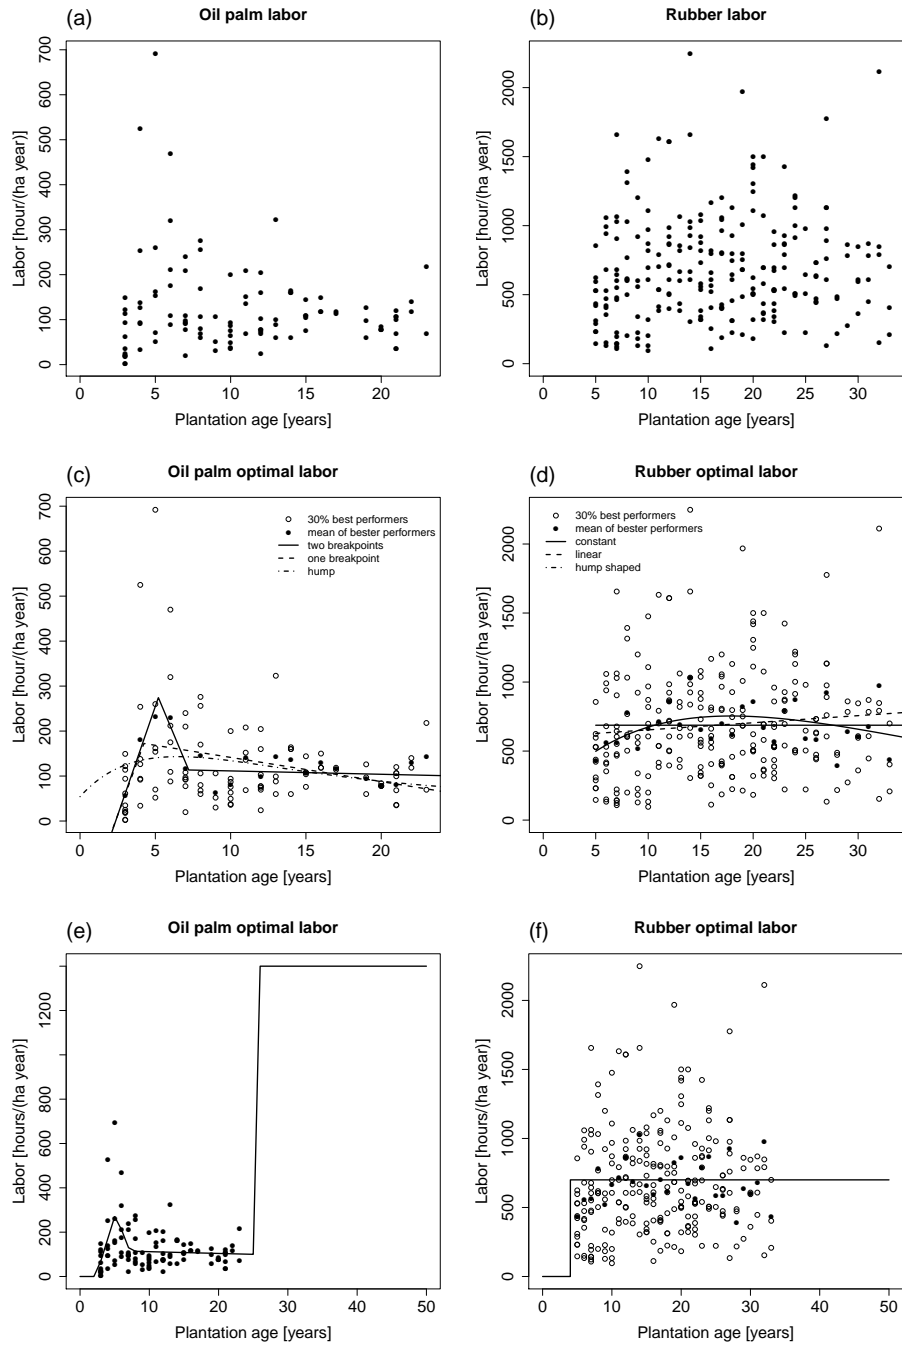 (a) Oil palm labor
Labor [hour/(ha year)]
0 100 200 300 400 500 600 700
0 5 10 15 20
Plantation age [years]
(b) Rubber labor
Labor [hour/(ha year)]
0 500 1000 1500 2000
0 5 10 15 20 25 30
Plantation age [years]
(c) Oil palm optimal labor
30% best performers
mean of bester performers
two breakpoints
one breakpoint
hump
Labor [hour/(ha year)]
0 100 200 300 400 500 600 700
0 5 10 15 20
Plantation age [years]
(d) Rubber optimal labor
30% best performers
mean of bester performers
constant
linear
hump shaped
Labor [hour/(ha year)]
0 500 1000 1500 2000
0 5 10 15 20 25 30
Plantation age [years]
(e) Oil palm optimal labor
Labor [hours/(ha year)]
0 200 400 600 800 1200
0 10 20 30 40 50
Plantation age [years]
(f) Rubber optimal labor
Labor [hours/(ha year)]
0 500 1000 1500 2000
0 10 20 30 40 50
Plantation age [years]